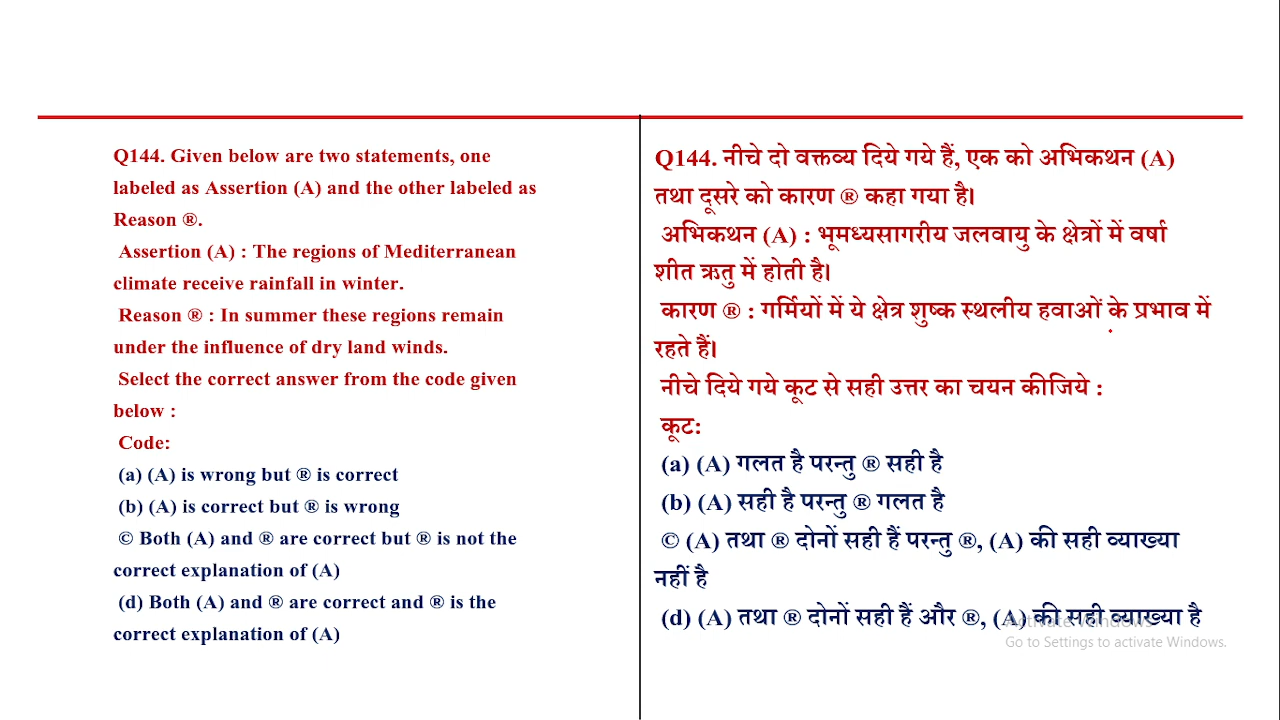 Q144. Given below are two statements, one
labeled as Assertion (A) and the other labeled as
Reason ®.
Assertion (A) : The regions of Mediterranean
climate receive rainfall in winter.
Reason ® : In summer these regions remain
under the influence of dry land winds.
Select the correct answer from the code given
below :
Code:
(a) (A) is wrong but ® is correct
(b) (A) is correct but ® is wrong
© Both (A) and ® are correct but ® is not the
correct explanation of (A)
(d) Both (A) and ® are correct and ® is the
correct explanation of (A)
Q144. नीचे दो वक्तव्य दिये गये हैं, एक को अभिकथन (A)
तथा दूसरे को कारण ® कहा गया है।
अभिकथन (A) : भूमध्यसागरीय जलवायु के क्षेत्रों में वर्षा
शीत ऋतु में होती है।
कारण ® : गर्मियों में ये क्षेत्र शुष्क स्थलीय हवाओं के प्रभाव में
रहते हैं।
नीचे दिये गये कूट से सही उत्तर का चयन कीजिये :
कूट:
(a) (A) गलत है परन्तु ® सही है
(b) (A) सही है परन्तु ® गलत है
© (A) तथा ® दोनों सही हैं परन्तु ®, (A) की सही व्याख्या
नहीं है
(d) (A) तथा ® दोनों सही हैं और ®, (A) की सही व्याख्या है
Activate Windows
Go to Settings to activate Windows.